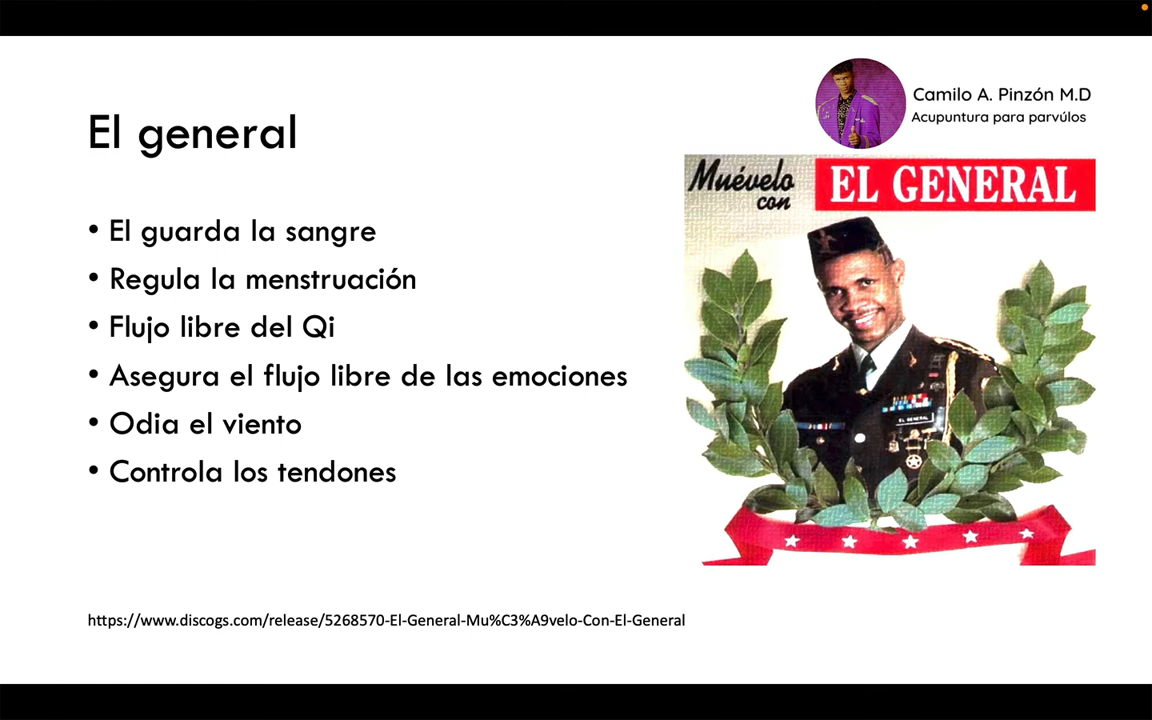 Camilo A. Pinzón M.D
Acupuntura para parvúlos
El general
• El guarda la sangre
• Regula la menstruación
• Flujo libre del Qi
• Asegura el flujo libre de las emociones
• Odia el viento
• Controla los tendones
Muévelo
con
EL GENERAL
EL GENERAL
https://www.discogs.com/release/5268570-El-General-Mu%C3%A9velo-Con-El-General